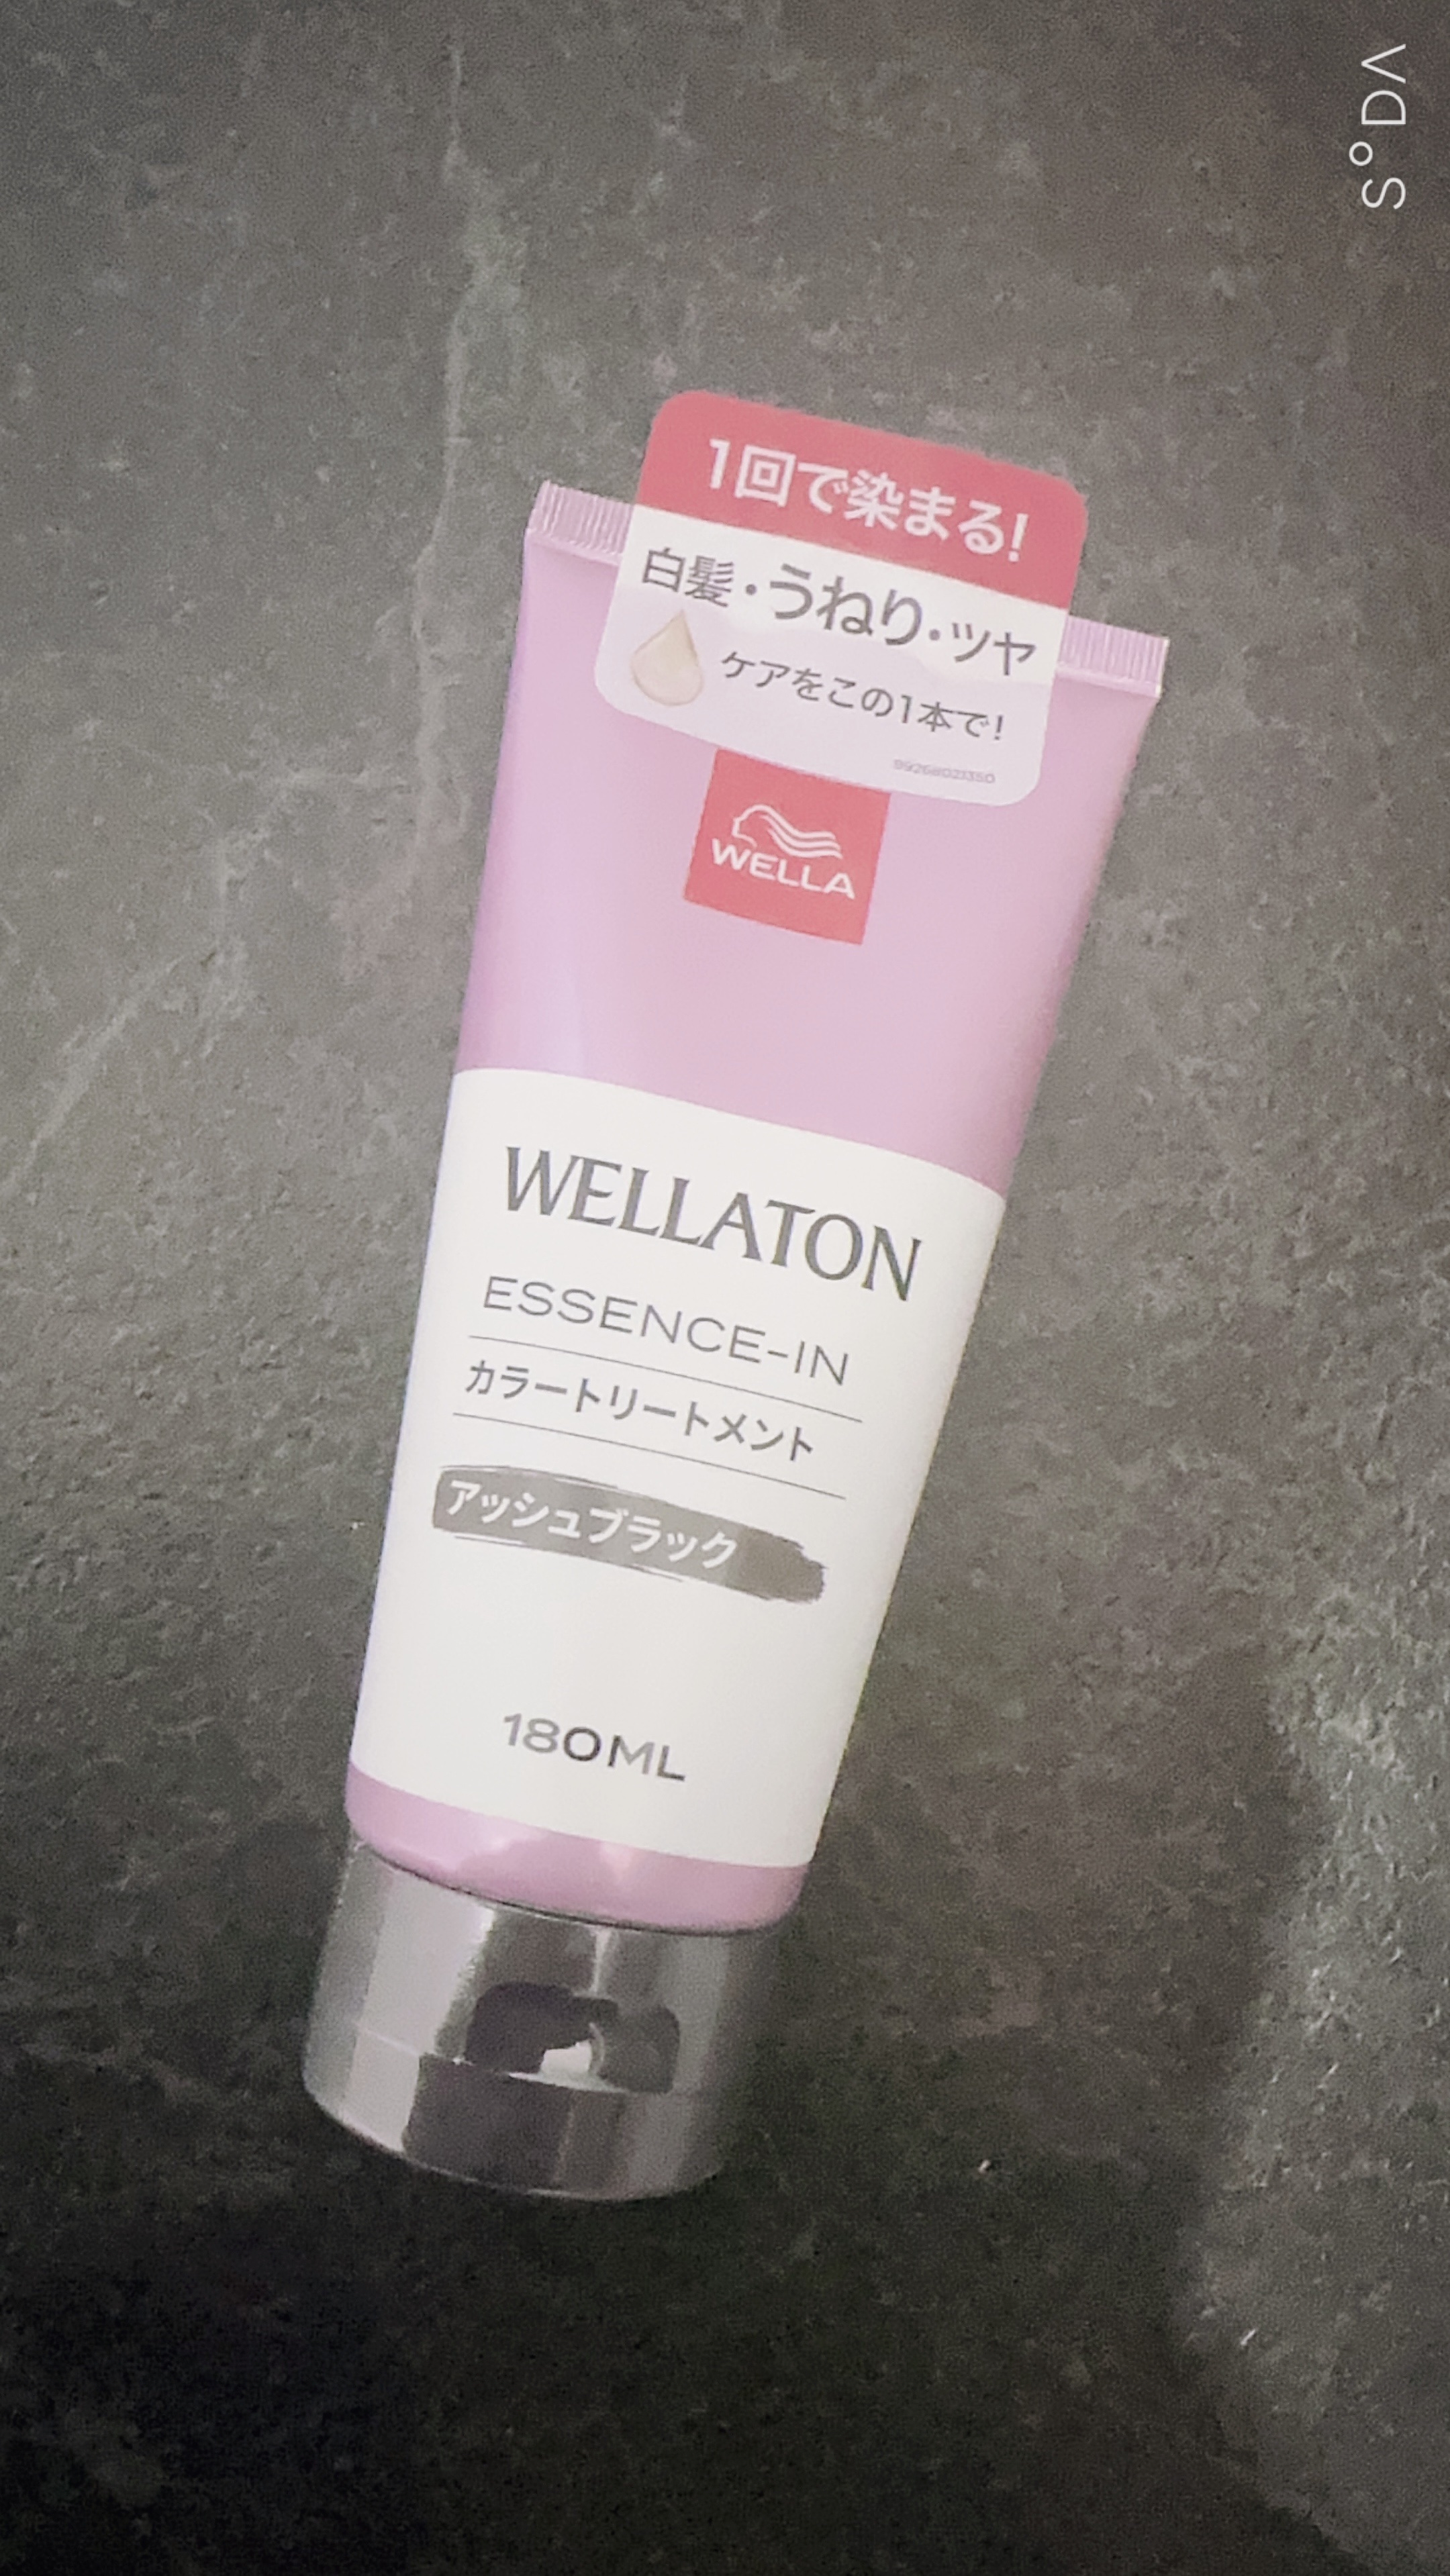 1回で染まる!
白髪・うねり・ツヤ
ケアをこの1本で!
WELLA
WELLATON
ESSENCE-IN
カラートリートメント
アッシュブラック
180ML